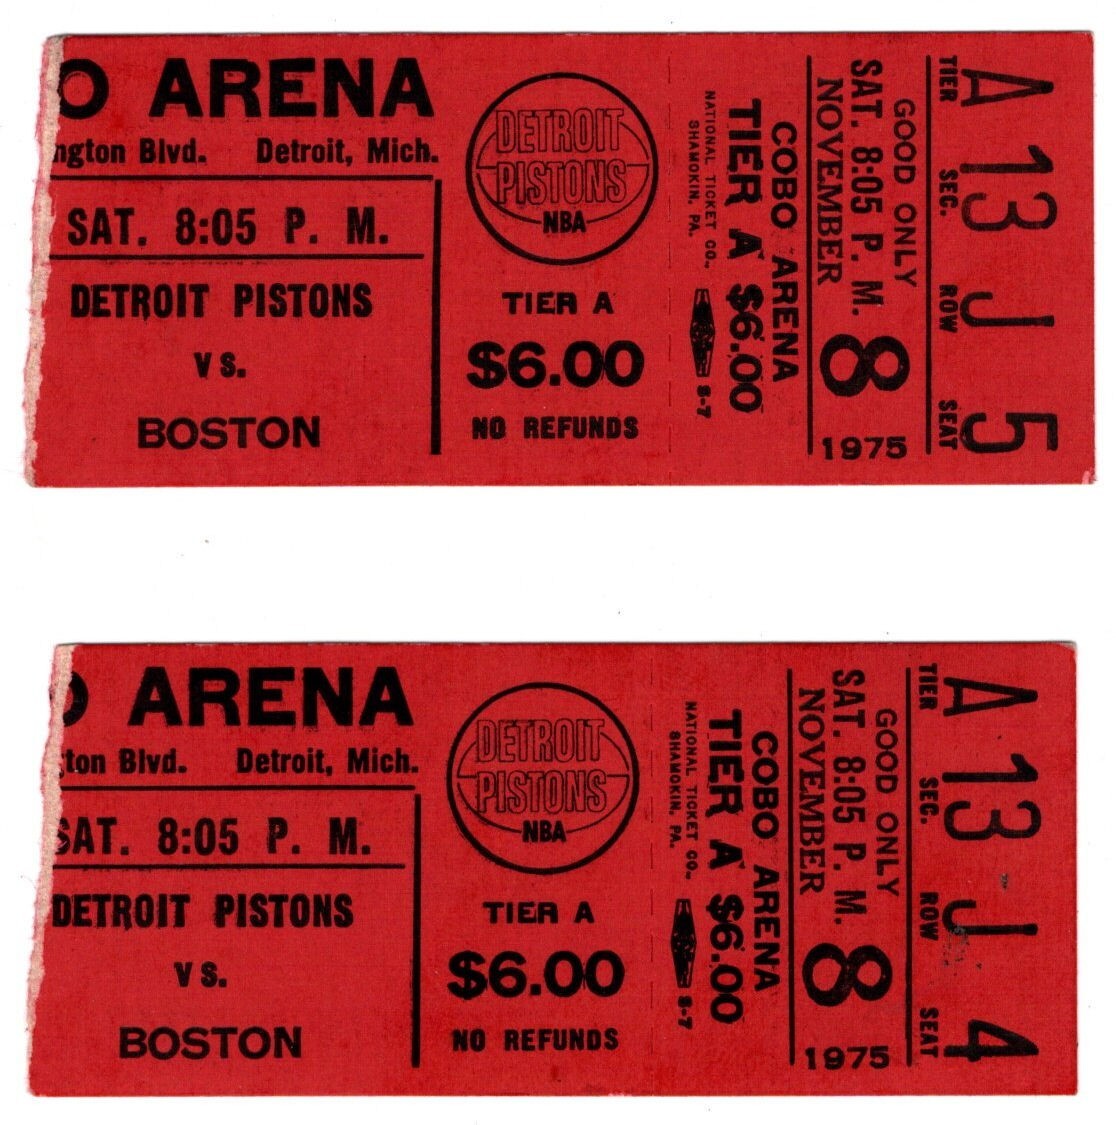 O ARENA
ngton Blvd. Detroit, Mich.
SAT. 8:05 P. M.
DETROIT PISTONS
VS.
BOSTON
DETROIT
PISTONS
NBA
TIER A
$6.00
NO REFUNDS
NATIONAL TICKET CO.,
SHAMOKIN, PA.
S-7
COBO ARENA
TIER A $6.00
GOOD ONLY
SAT. 8:05 P. M.
NOVEMBER
8
1975
TIER A
SEC. 13
ROW J
SEAT 5
O ARENA
gton Blvd. Detroit, Mich.
SAT. 8:05 P. M.
DETROIT PISTONS
VS.
BOSTON
DETROIT
PISTONS
NBA
TIER A
$6.00
NO REFUNDS
NATIONAL TICKET CO.,
SHAMOKIN, PA.
S-7
COBO ARENA
TIER A $6.00
GOOD ONLY
SAT. 8:05 P. M.
NOVEMBER
8
1975
TIER A
SEC. 13
ROW J
SEAT 4